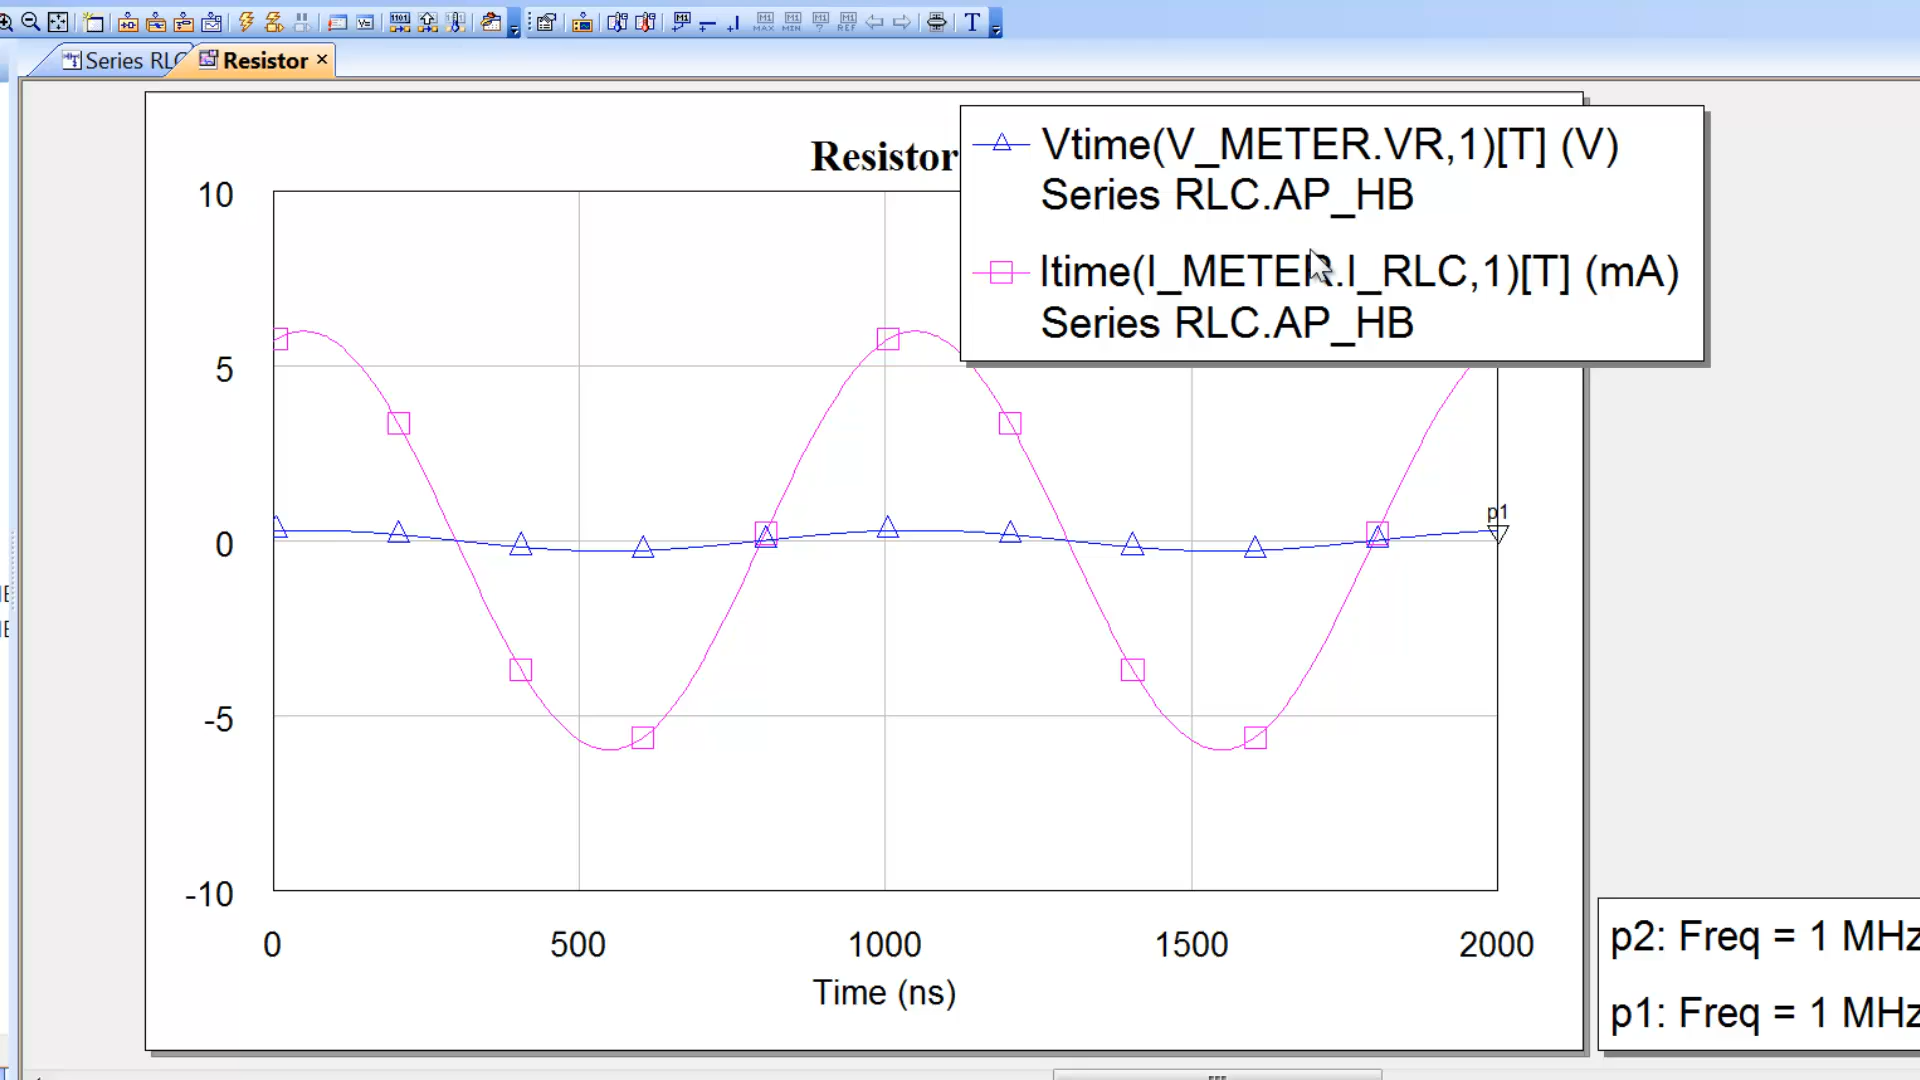 Series RLC
Resistor
Resistor
Vtime(V_METER.VR,1)[T] (V)
Series RLC.AP_HB
Itime(I_METER.I_RLC,1)[T] (mA)
Series RLC.AP_HB
10
5
0
-5
-10
p1
0
500
1000
1500
2000
Time (ns)
p2: Freq = 1 MHz
p1: Freq = 1 MHz